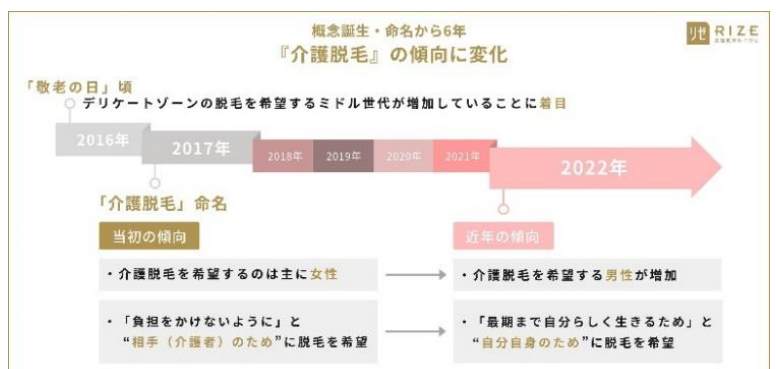 概念誕生・命名から6年
『介護脱毛』の傾向に変化
リゼ RIZE
「敬老の日」頃
デリケートゾーンの脱毛を希望するミドル世代が増加していることに着目
2016年 2017年 2018年 2019年 2020年 2021年 2022年
「介護脱毛」命名
当初の傾向 近年の傾向
・介護脱毛を希望するのは主に女性 ・介護脱毛を希望する男性が増加
・「負担をかけないように」と ・「最期まで自分らしく生きるため」と
“相手（介護者）のため”に脱毛を希望 “自分自身のため”に脱毛を希望